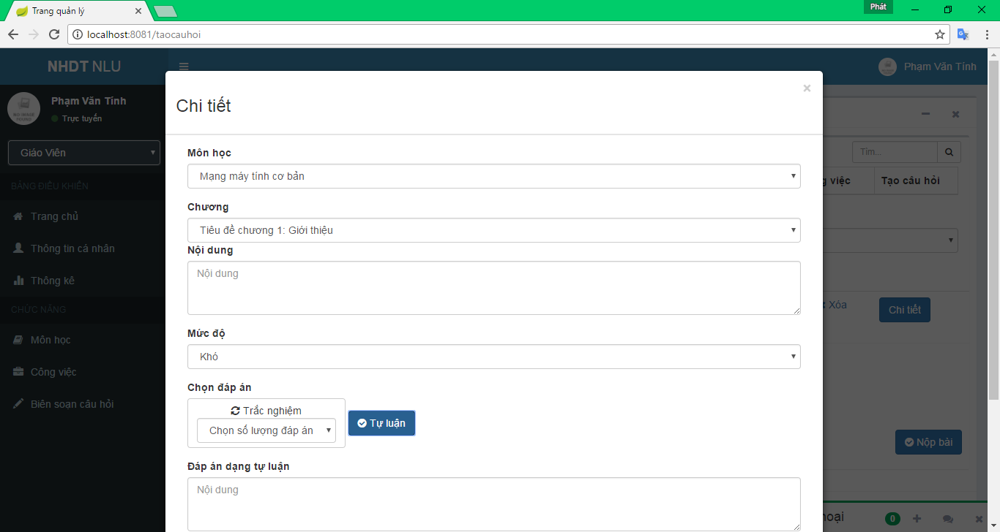 Trang quản lý
Phát
localhost:8081/taocauhoi
NHDT NLU
Phạm Văn Tính
Phạm Văn Tính
Trực tuyến
Giáo Viên
BẢNG ĐIỀU KHIỂN
Trang chủ
Thông tin cá nhân
Thống kê
CHỨC NĂNG
Môn học
Công việc
Biên soạn câu hỏi
Chi tiết
×
Môn học
Mạng máy tính cơ bản
Chương
Tiêu đề chương 1: Giới thiệu
Nội dung
Nội dung
Mức độ
Khó
Chọn đáp án
Trắc nghiệm
Chọn số lượng đáp án
Tự luận
Đáp án dạng tự luận
Nội dung
Tìm...
g việc
Tạo câu hỏi
Xóa
Chi tiết
Nộp bài
hoại
0